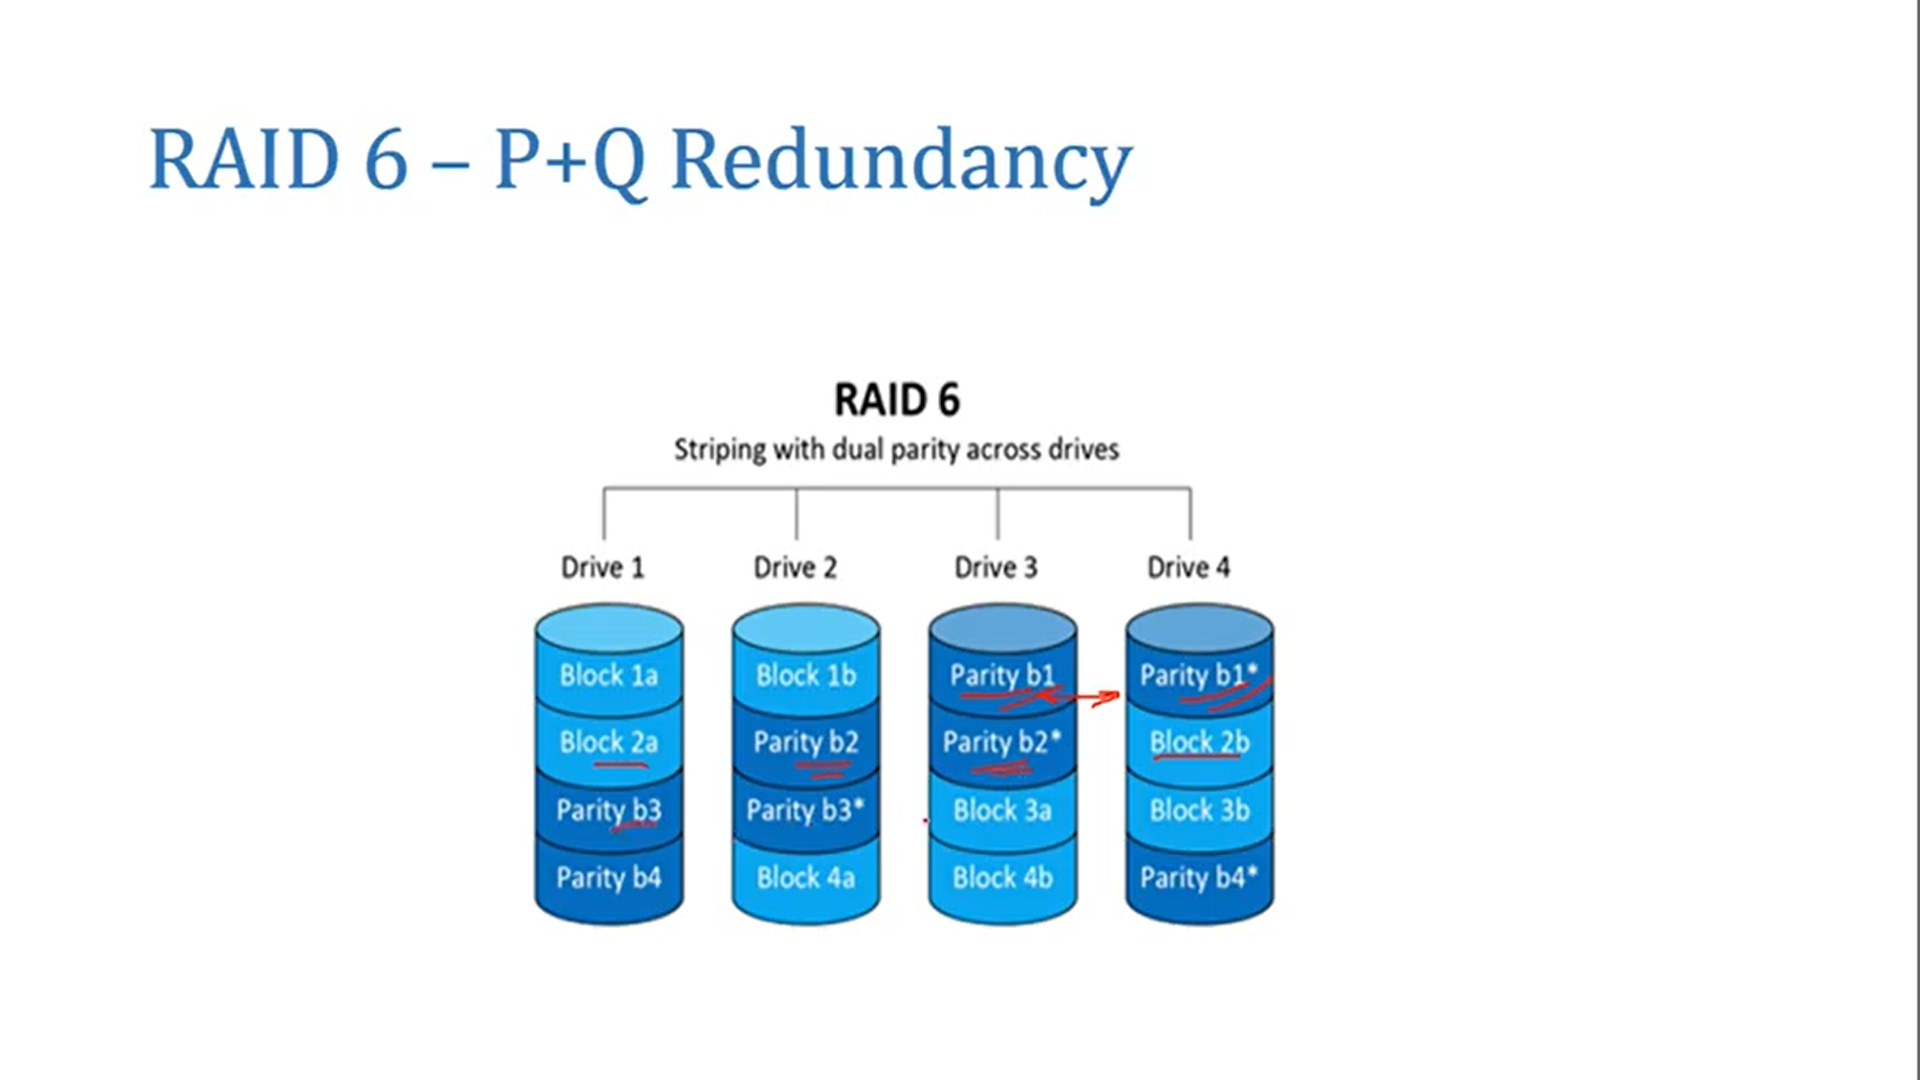 RAID 6 – P+Q Redundancy
RAID 6
Striping with dual parity across drives
Drive 1 Drive 2 Drive 3 Drive 4
Block 1a Block 1b Parity b1 Parity b1*
Block 2a Parity b2 Parity b2* Block 2b
Parity b3 Parity b3* Block 3a Block 3b
Parity b4 Block 4a Block 4b Parity b4*